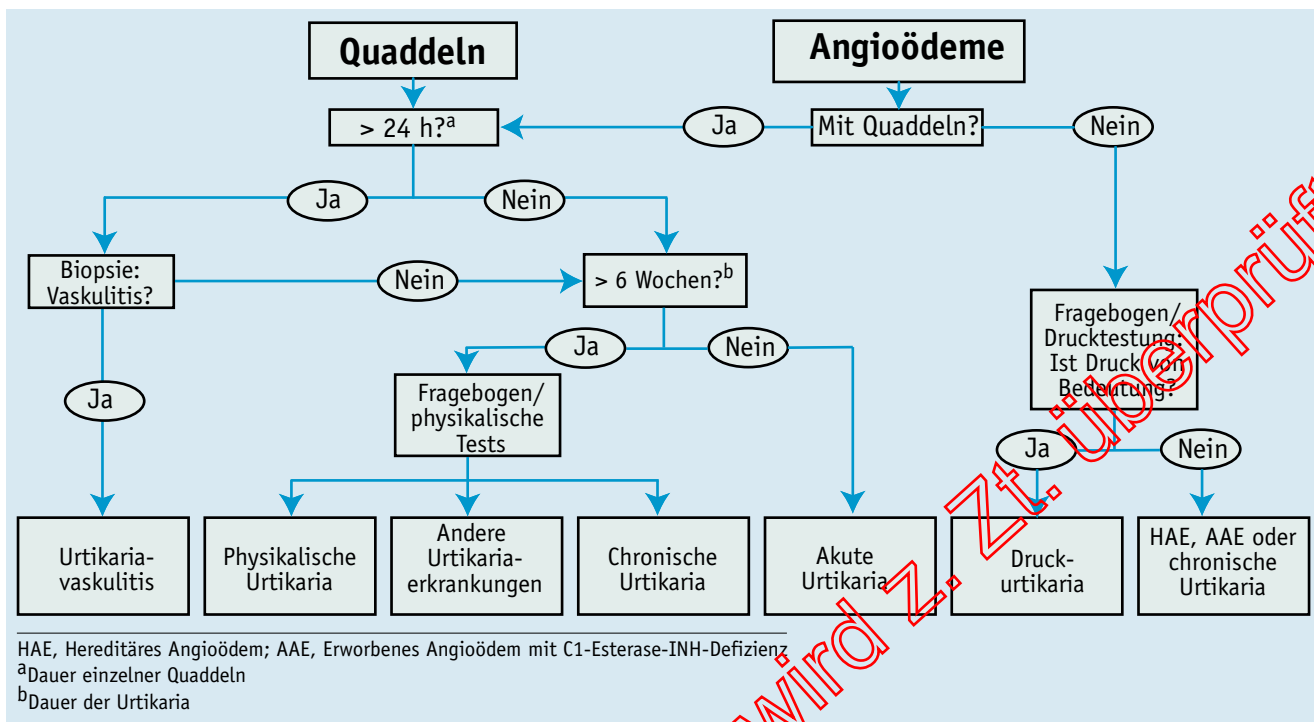 Quaddeln
Angioödeme
> 24 h?a
Ja
Mit Quaddeln?
Nein
Ja
Nein
Biopsie:
Vaskulitis?
Nein
> 6 Wochen?b
Fragebogen/
Drucktestung:
Ist Druck von
Bedeutung?
Ja
Ja
Nein
Fragebogen/
physikalische
Tests
Ja
Nein
Urtikaria-
vaskulitis
Physikalische
Urtikaria
Andere
Urtikaria-
erkrankungen
Chronische
Urtikaria
Akute
Urtikaria
Druck-
urtikaria
HAE, AAE oder
chronische
Urtikaria
HAE, Hereditäres Angioödem; AAE, Erworbenes Angioödem mit C1-Esterase-INH-Defizienz
aDauer einzelner Quaddeln
bDauer der Urtikaria
wird z. Zt. überprüft